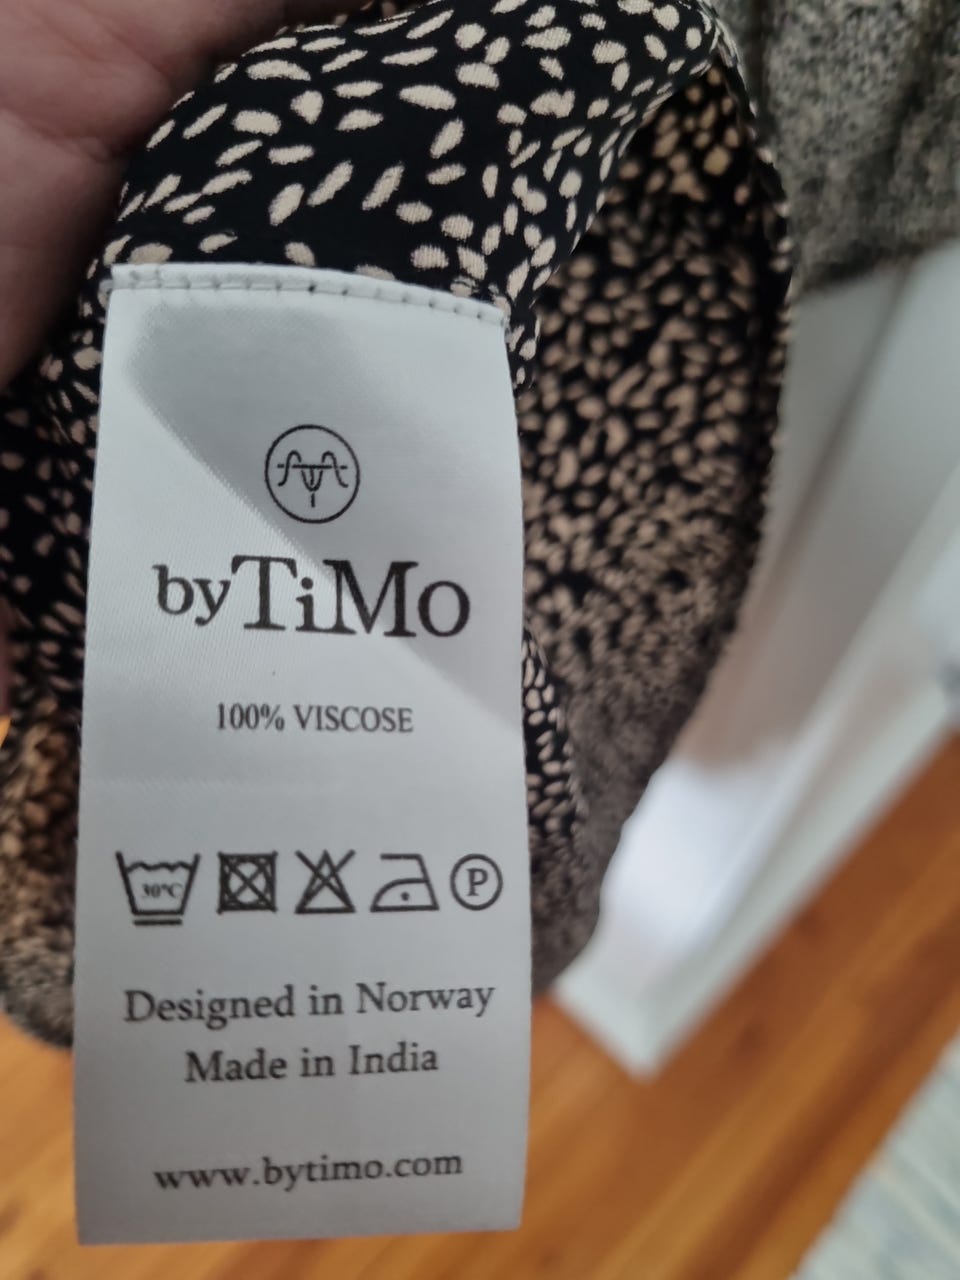 byTiMo
100% VISCOSE
30°C P
Designed in Norway
Made in India
www.bytimo.com